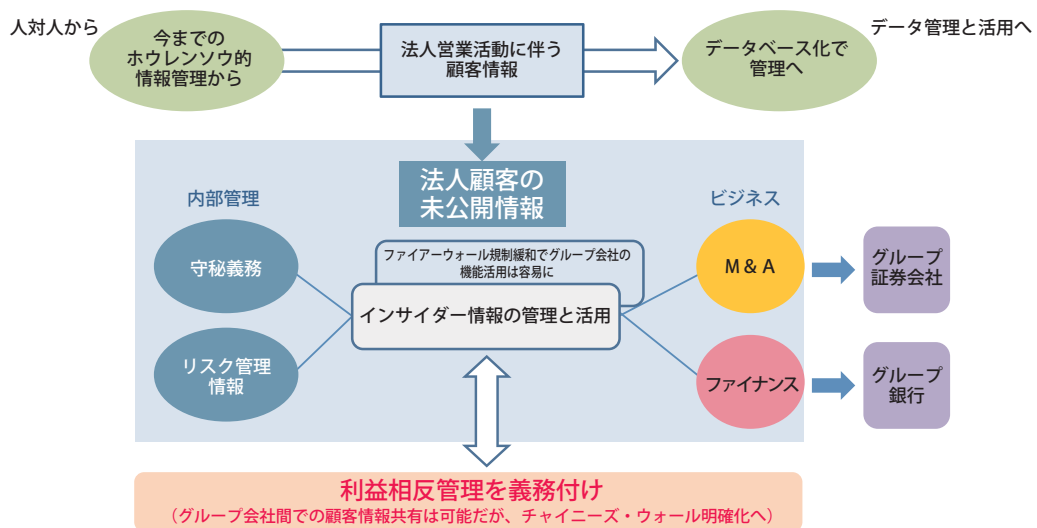 人対人から
今までの
ホウレンソウ的
情報管理から
法人営業活動に伴う
顧客情報
データベース化で
管理へ
データ管理と活用へ
法人顧客の
未公開情報
内部管理
ビジネス
守秘義務
リスク管理
情報
ファイアーウォール規制緩和でグループ会社の
機能活用は容易に
インサイダー情報の管理と活用
M & A
ファイナンス
グループ
証券会社
グループ
銀行
利益相反管理を義務付け
（グループ会社間での顧客情報共有は可能だが、チャイニーズ・ウォール明確化へ）